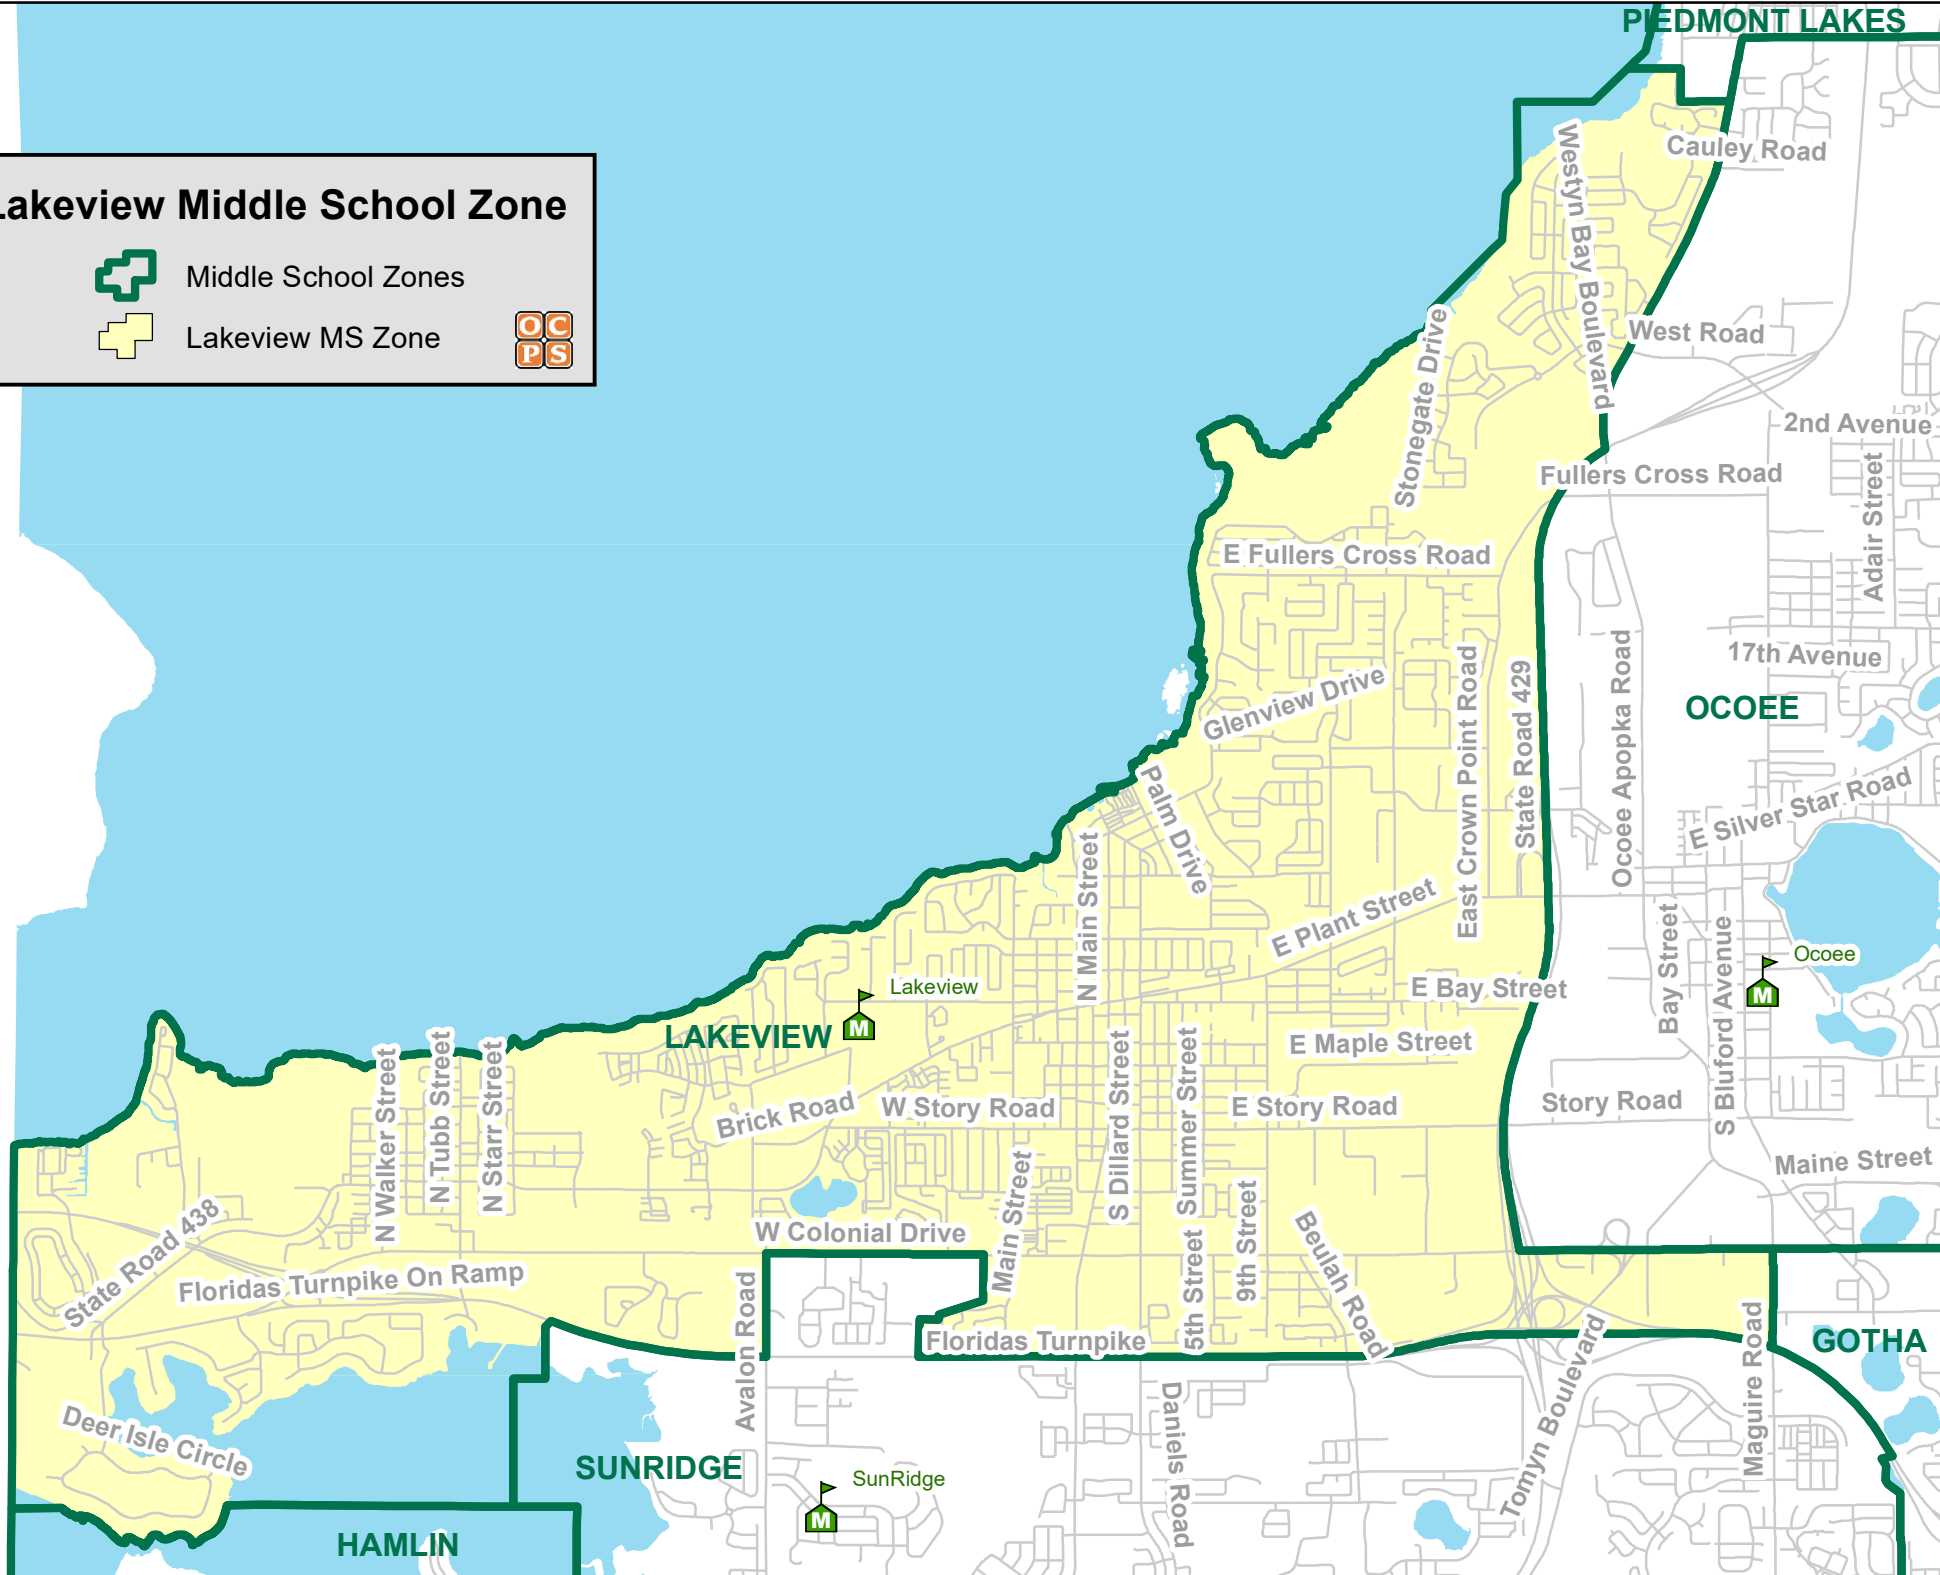 PIEDMONT LAKES
Cauley Road
Westyn Bay Boulevard
Lakeview Middle School Zone
Middle School Zones
Lakeview MS Zone
OC
PS
Stonegate Drive
West Road
2nd Avenue
Fullers Cross Road
Adair Street
E Fullers Cross Road
17th Avenue
OCOEE
Glenview Drive
East Crown Point Road
State Road 429
Ocoee Apopka Road
Palm Drive
E Silver Star Road
N Main Street
E Plant Street
Bay Street
S Bluford Avenue
Ocoee
M
Lakeview
M
LAKEVIEW
E Bay Street
E Maple Street
N Walker Street
N Tubb Street
N Starr Street
Brick Road
W Story Road
S Dillard Street
S Summer Street
E Story Road
Story Road
Maine Street
Main Street
9th Street
State Road 438
W Colonial Drive
Floridas Turnpike On Ramp
Avalon Road
5th Street
Beulah Road
Floridas Turnpike
Tomyn Boulevard
Maguire Road
GOTHA
Deer Isle Circle
Daniels Road
SUNRIDGE
SunRidge
M
HAMLIN